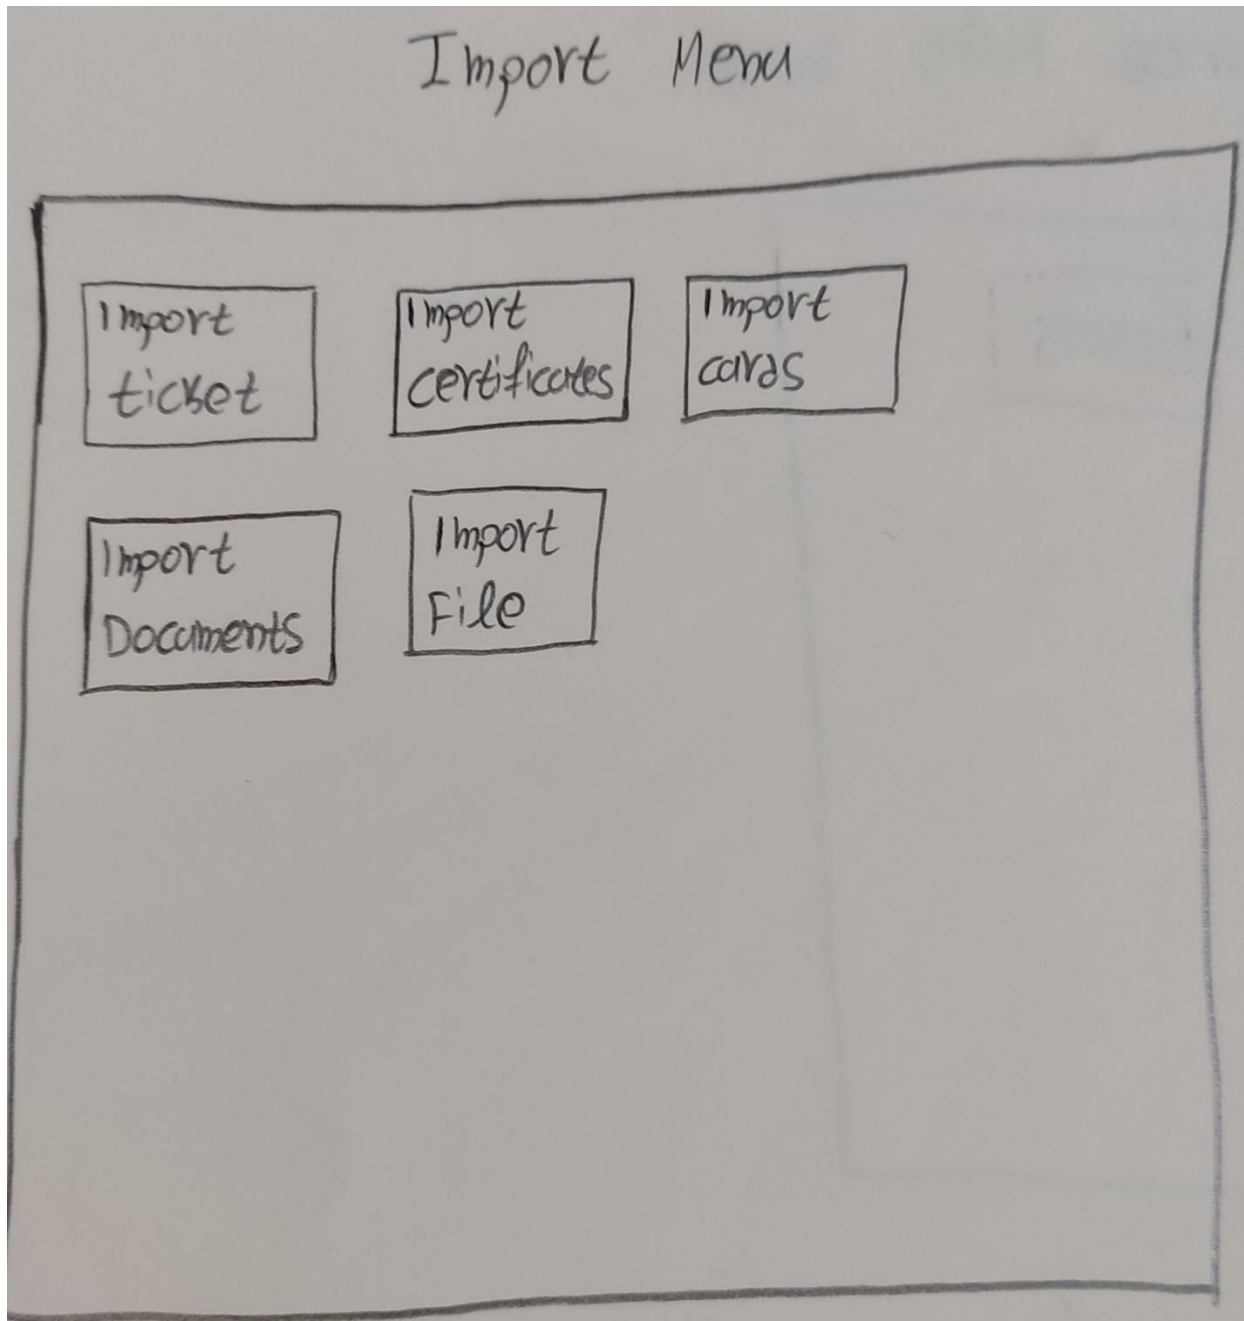 Import Menu
Import
ticket
Import
certificates
Import
cards
Import
Documents
Import
File